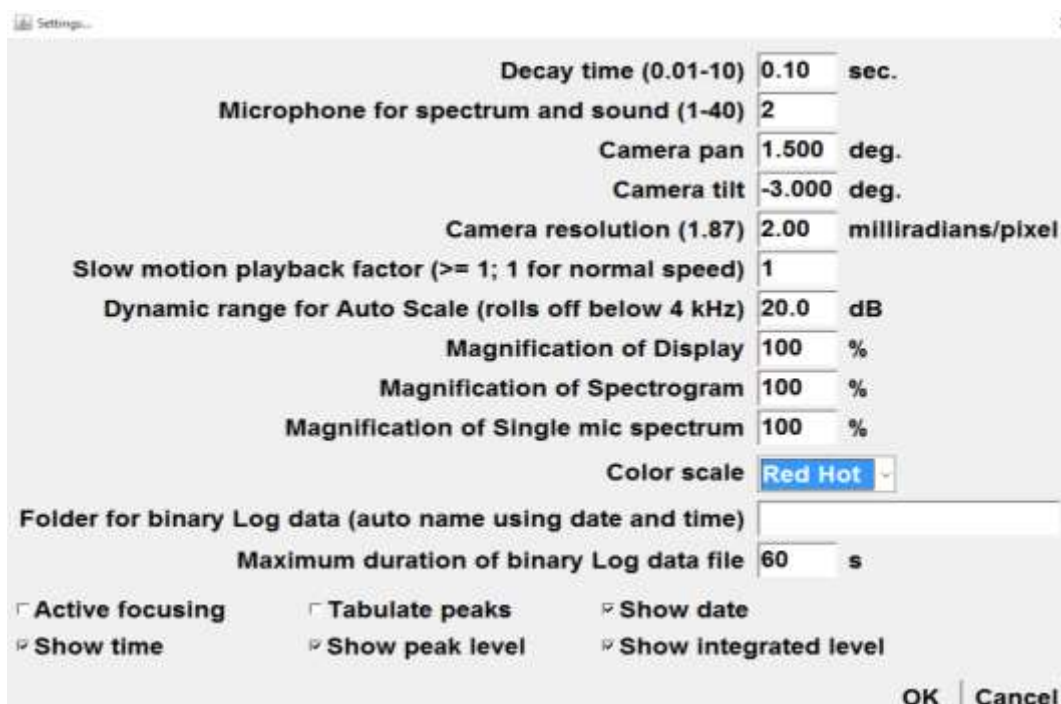 Settings...
Decay time (0.01-10) 0.10 sec.
Microphone for spectrum and sound (1-40) 2
Camera pan 1.500 deg.
Camera tilt -3.000 deg.
Camera resolution (1.87) 2.00 milliradians/pixel
Slow motion playback factor (>= 1; 1 for normal speed) 1
Dynamic range for Auto Scale (rolls off below 4 kHz) 20.0 dB
Magnification of Display 100 %
Magnification of Spectrogram 100 %
Magnification of Single mic spectrum 100 %
Color scale Red Hot
Folder for binary Log data (auto name using date and time)
Maximum duration of binary Log data file 60 s
Active focusing Tabulate peaks Show date
Show time Show peak level Show integrated level
OK Cancel